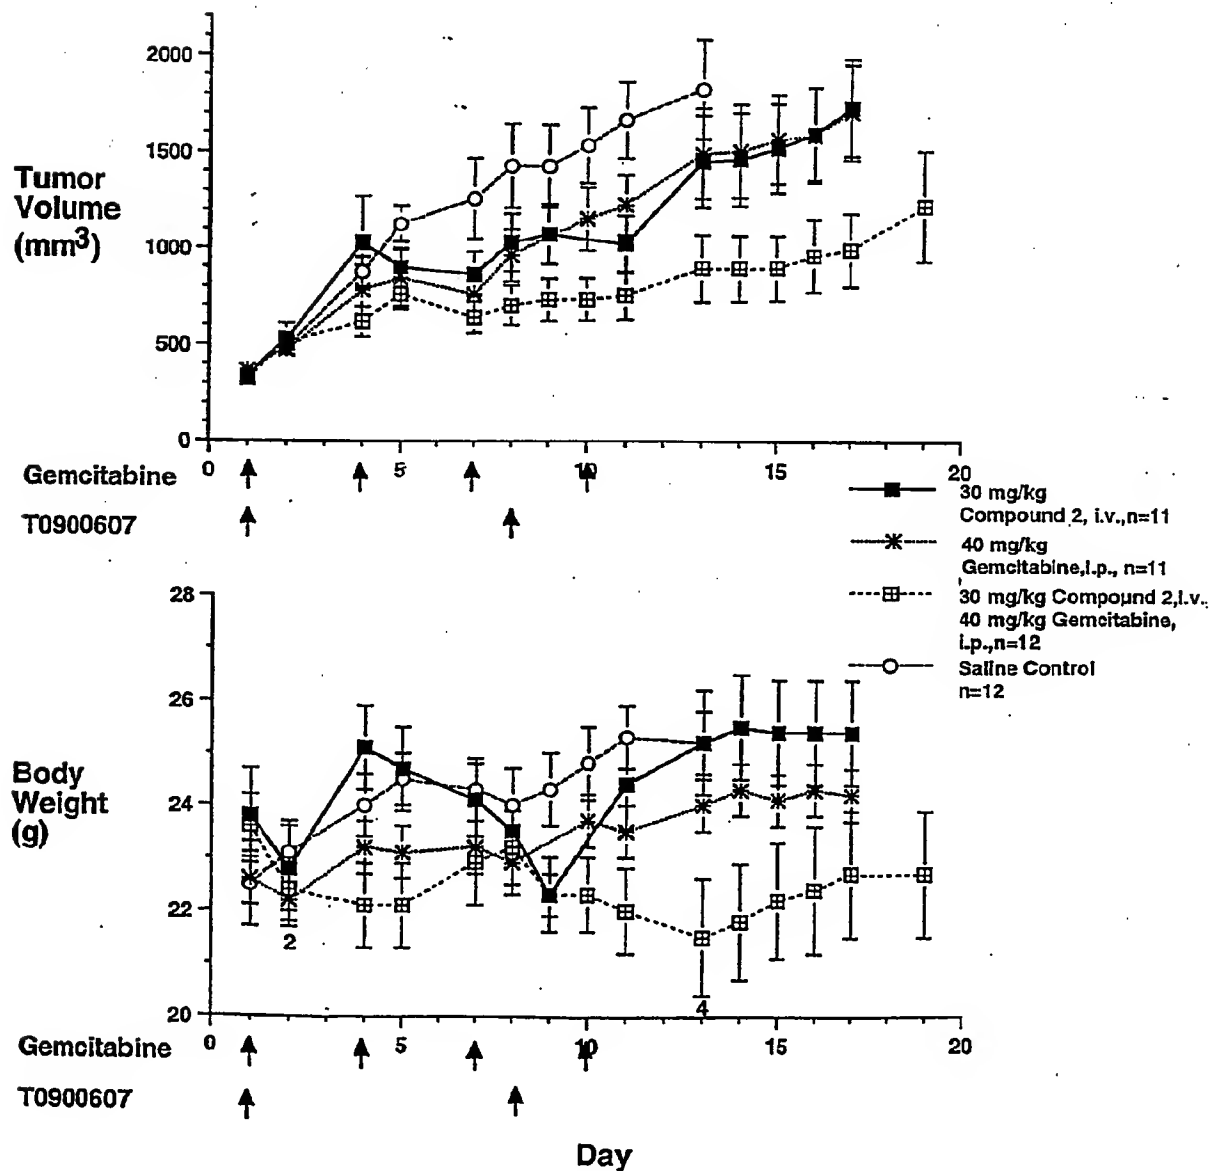 2000
1500
1000
500
0
Tumor
Volume
(mm3)
0 5 10 15 20
Gemcitabine
T0900607
30 mg/kg
Compound 2, i.v.,n=11
40 mg/kg
Gemcitabine,i.p., n=11
30 mg/kg Compound 2,i.v.,
40 mg/kg Gemcitabine,
i.p.,n=12
Saline Control
n=12
28
26
24
22
20
Body
Weight
(g)
2
4
0 5 10 15 20
Gemcitabine
T0900607
Day